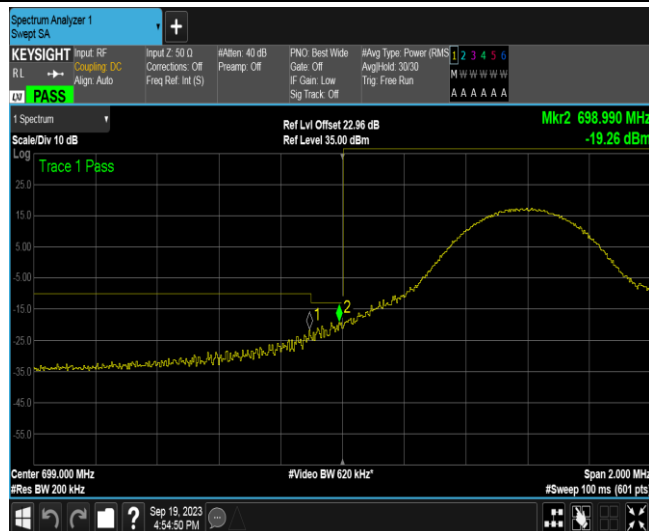 Spectrum Analyzer 1
Swept SA
+
KEYSIGHT
RL
LXI PASS
Input: RF
Coupling: DC
Align: Auto
Input Z: 50 Ω
Corrections: Off
Freq Ref: Int (S)
#Atten: 40 dB
Preamp: Off
PNO: Best Wide
Gate: Off
IF Gain: Low
Sig Track: Off
#Avg Type: Power (RMS
Avg|Hold: 30/30
Trig: Free Run
1 2 3 4 5 6
M W W W W W
A A A A A A
1 Spectrum
Scale/Div 10 dB
Log
Ref Lvl Offset 22.96 dB
Ref Level 35.00 dBm
Mkr2 698.990 MHz
-19.26 dBm
Trace 1 Pass
25.0
15.0
5.00
-5.00
-15.0
-25.0
-35.0
-45.0
-55.0
1
2
Center 699.000 MHz
#Res BW 200 kHz
#Video BW 620 kHz*
Span 2.000 MHz
#Sweep 100 ms (601 pts)
?
Sep 19, 2023
4:54:50 PM